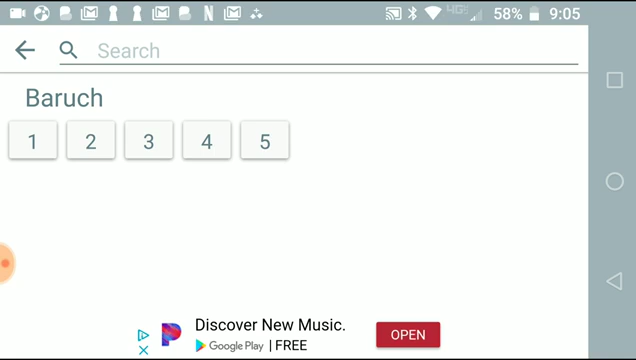 58% 9:05
Search
Baruch
1 2 3 4 5
Discover New Music.
Google Play | FREE
OPEN